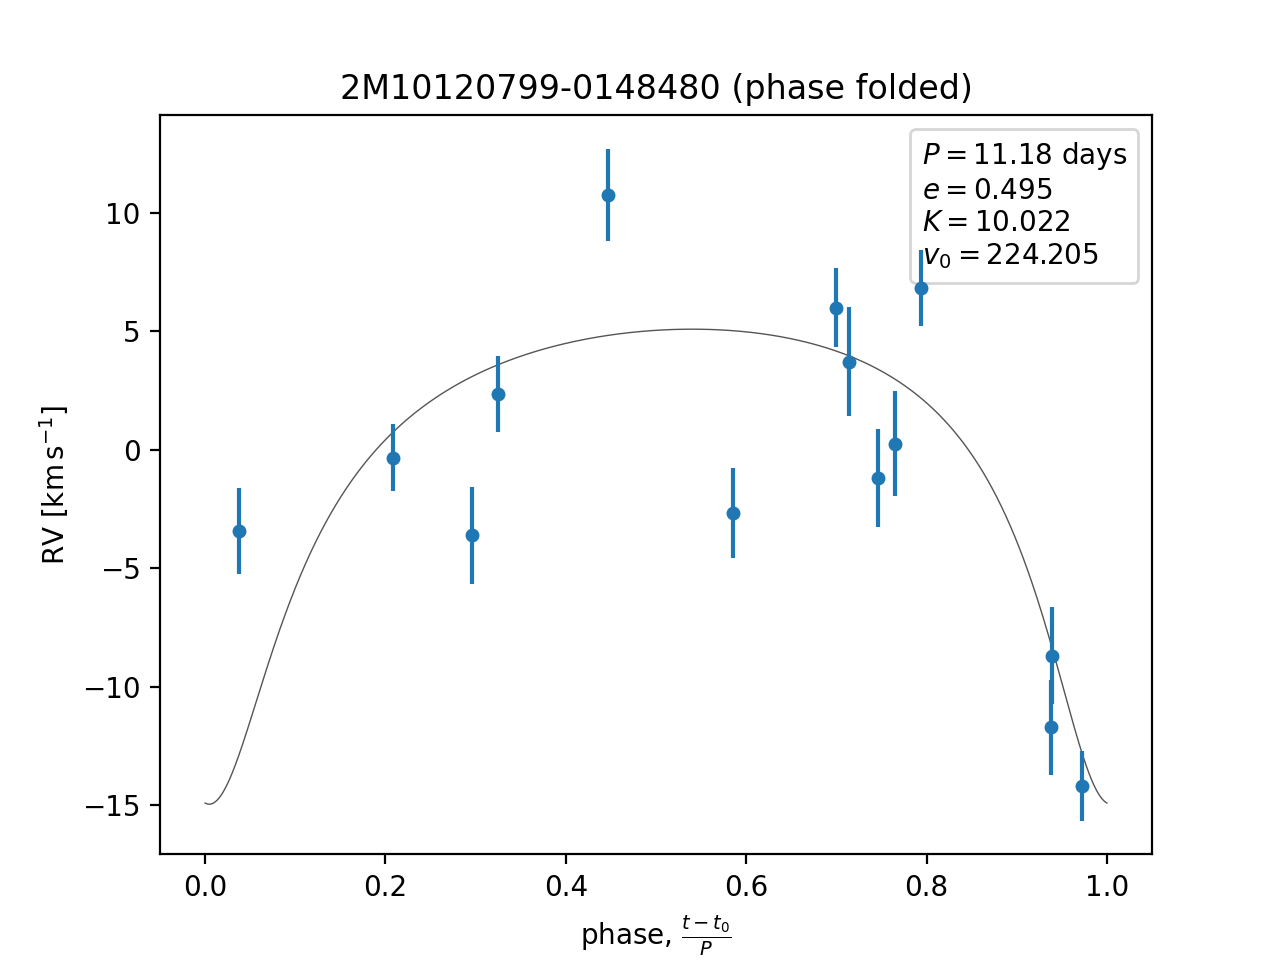 2M10120799-0148480 (phase folded)
P = 11.18 days
e = 0.495
K = 10.022
v₀ = 224.205
RV [km s⁻¹]
10
5
0
−5
−10
−15
0.0 0.2 0.4 0.6 0.8 1.0
phase, (t − t₀)/P